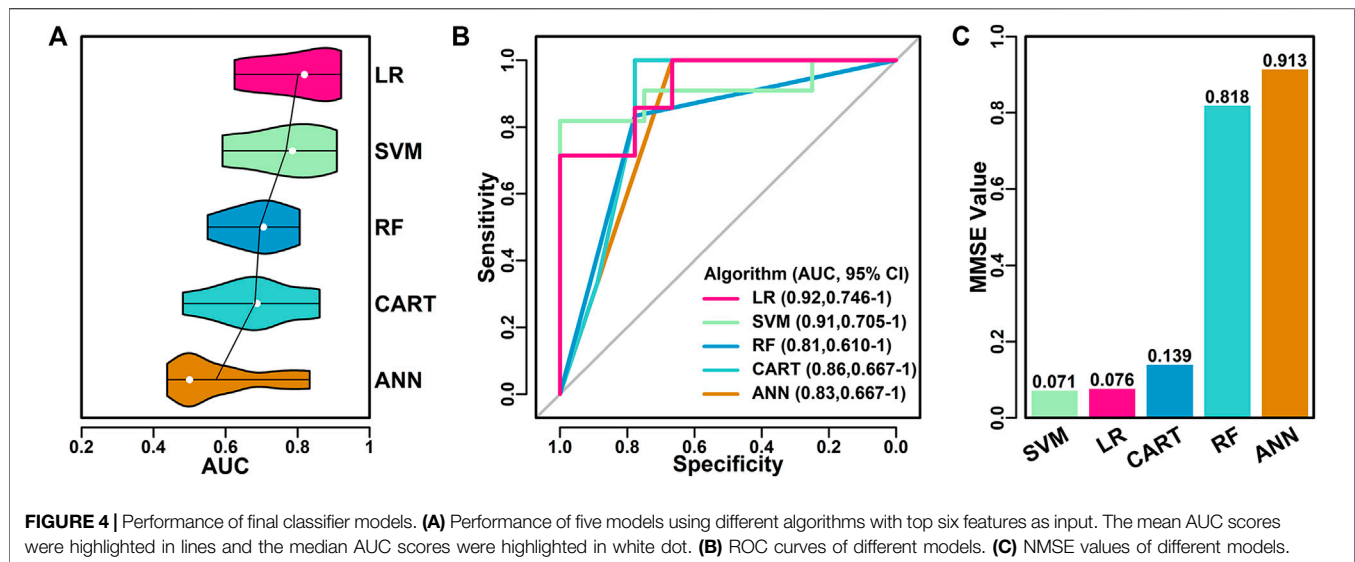 A
LR
SVM
RF
CART
ANN
0.2 0.4 0.6 0.8 1
AUC
B
Sensitivity
1.0
0.8
0.6
0.4
0.2
0.0
Algorithm (AUC, 95% CI)
LR (0.92,0.746-1)
SVM (0.91,0.705-1)
RF (0.81,0.610-1)
CART (0.86,0.667-1)
ANN (0.83,0.667-1)
1.0 0.8 0.6 0.4 0.2 0.0
Specificity
C
MMSE Value
1.0
0.8
0.6
0.4
0.2
0.0
0.071 0.076 0.139 0.818 0.913
SVM LR CART RF ANN
FIGURE 4 | Performance of final classifier models. (A) Performance of five models using different algorithms with top six features as input. The mean AUC scores
were highlighted in lines and the median AUC scores were highlighted in white dot. (B) ROC curves of different models. (C) NMSE values of different models.